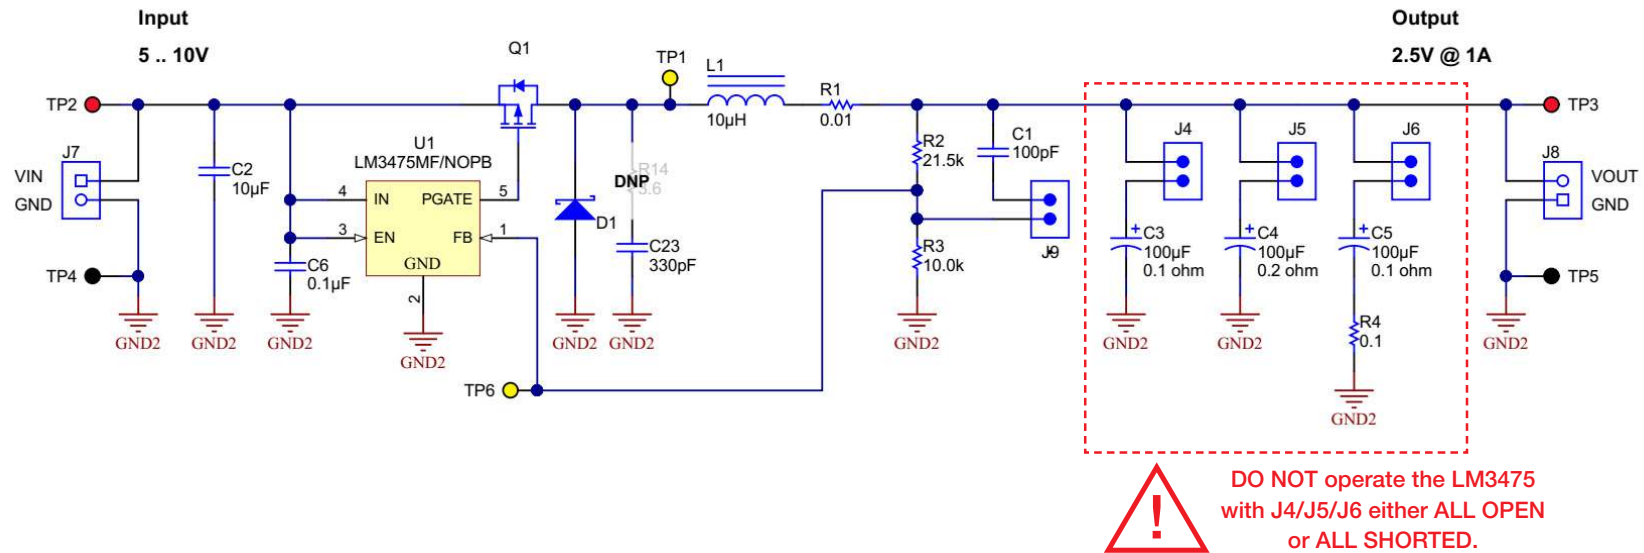 Input
5 .. 10V
Output
2.5V @ 1A
Q1
TP1
L1
10µH
R1
0.01
TP2
TP3
J7
VIN
GND
C2
10µF
U1
LM3475MF/NOPB
4
IN
PGATE
5
3
EN
FB
1
GND
2
C6
0.1µF
R14
DNP
3.6
D1
C23
330pF
R2
21.5k
C1
100pF
R3
10.0k
J9
J4
J5
J6
C3
100µF
0.1 ohm
C4
100µF
0.2 ohm
C5
100µF
0.1 ohm
R4
0.1
J8
VOUT
GND
TP4
TP5
GND2
GND2
GND2
GND2
GND2
GND2
GND2
GND2
GND2
GND2
GND2
TP6
!
DO NOT operate the LM3475
with J4/J5/J6 either ALL OPEN
or ALL SHORTED.